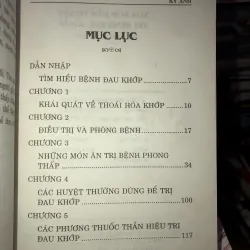 KỲ ANH
MỤC LỤC
DẪN NHẬP
TÌM HIỂU BỆNH ĐAU KHỚP 7
CHƯƠNG 1
KHÁI QUÁT VỀ THOÁI HÓA KHỚP 10
CHƯƠNG 2
ĐIỀU TRỊ VÀ PHÒNG BỆNH 17
CHƯƠNG 3
NHỮNG MÓN ĂN TRỊ BỆNH PHONG
THẤP 34
CHƯƠNG 4
CÁC HUYỆT THƯỜNG DÙNG ĐỂ TRỊ
ĐAU KHỚP 100
CHƯƠNG 5
CÁC PHƯƠNG THUỐC THẦN HIỆU TRỊ
ĐAU KHỚP 117